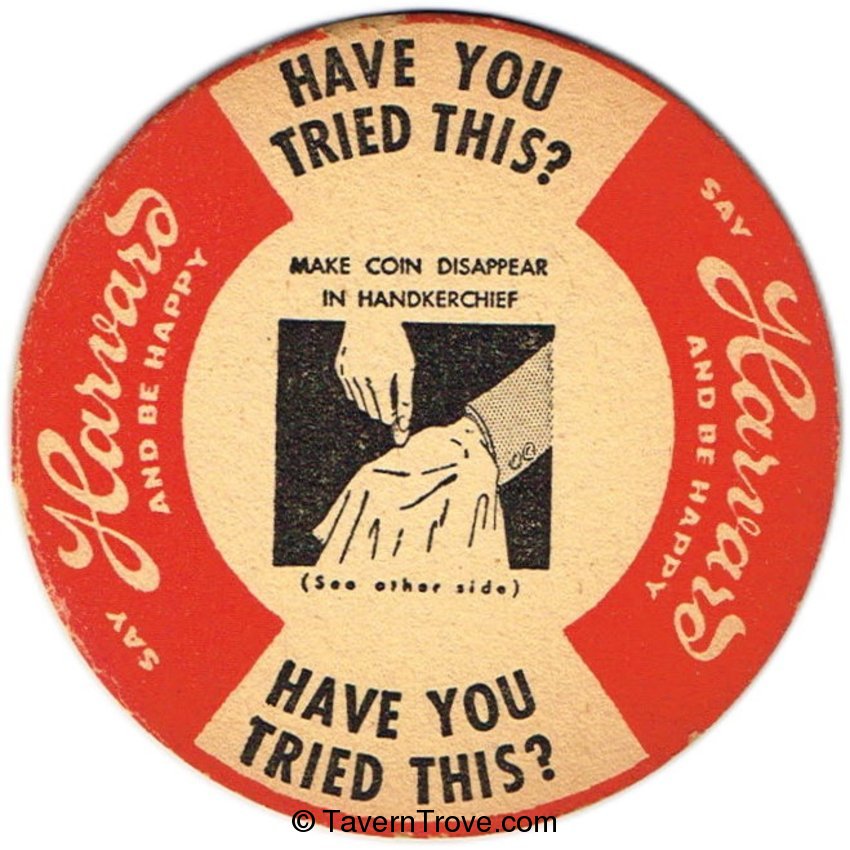 HAVE YOU
TRIED THIS?
SAY
Harvard
AND BE HAPPY
SAY
Harvard
AND BE HAPPY
MAKE COIN DISAPPEAR
IN HANDKERCHIEF
(See other side)
HAVE YOU
TRIED THIS?
© TavernTrove.com